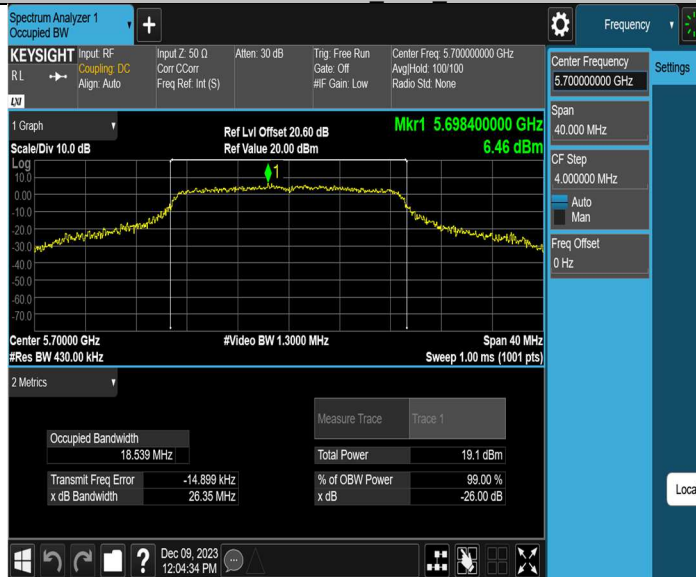 Spectrum Analyzer 1
Occupied BW
+
Frequency
KEYSIGHT
RL
LXI
Input: RF
Coupling: DC
Align: Auto
Input Z: 50 Ω
Corr CCorr
Freq Ref: Int (S)
Atten: 30 dB
Trig: Free Run
Gate: Off
#IF Gain: Low
Center Freq: 5.700000000 GHz
Avg|Hold: 100/100
Radio Std: None
1 Graph
Scale/Div 10.0 dB
Ref Lvl Offset 20.60 dB
Ref Value 20.00 dBm
Mkr1 5.698400000 GHz
6.46 dBm
Log
10.0
0.00
-10.0
-20.0
-30.0
-40.0
-50.0
-60.0
-70.0
1
Center 5.70000 GHz
#Res BW 430.00 kHz
#Video BW 1.3000 MHz
Span 40 MHz
Sweep 1.00 ms (1001 pts)
2 Metrics
Measure Trace Trace 1
Occupied Bandwidth
18.539 MHz
Total Power 19.1 dBm
Transmit Freq Error -14.899 kHz
% of OBW Power 99.00 %
x dB Bandwidth 26.35 MHz
x dB -26.00 dB
Center Frequency
5.700000000 GHz
Settings
Span
40.000 MHz
CF Step
4.000000 MHz
Auto
Man
Freq Offset
0 Hz
Loca
?
Dec 09, 2023
12:04:34 PM